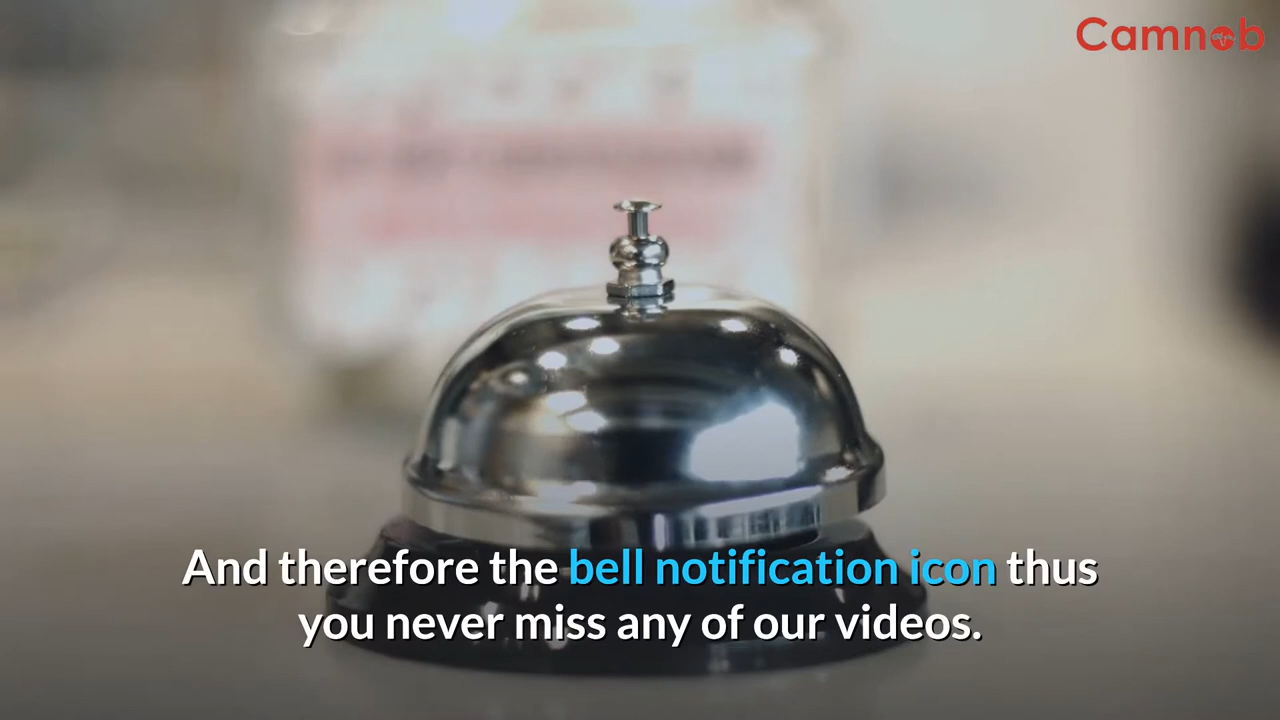 Camnob
And therefore the bell notification icon thus
you never miss any of our videos.